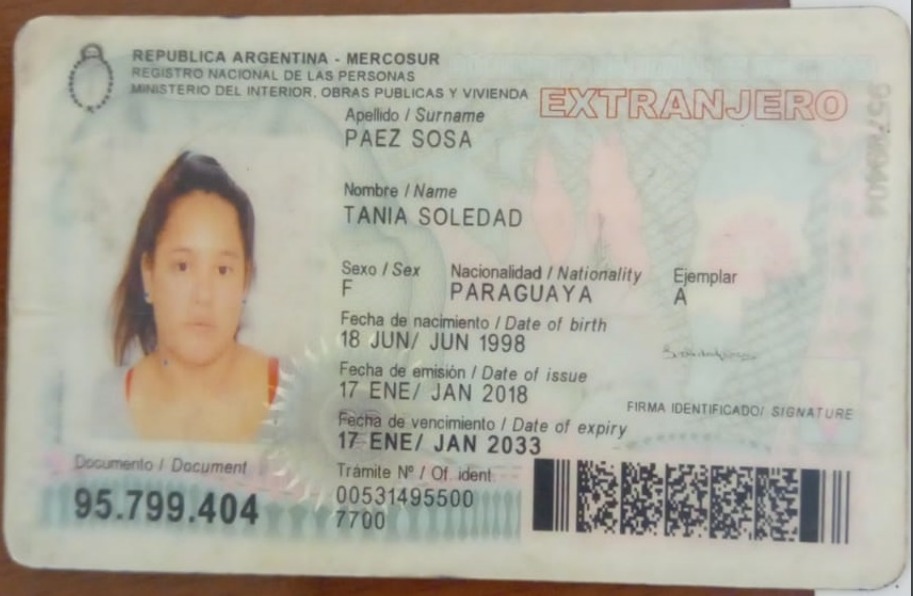 REPUBLICA ARGENTINA - MERCOSUR
REGISTRO NACIONAL DE LAS PERSONAS
MINISTERIO DEL INTERIOR, OBRAS PUBLICAS Y VIVIENDA
EXTRANJERO
Apellido / Surname
PAEZ SOSA
Nombre / Name
TANIA SOLEDAD
Sexo / Sex Nacionalidad / Nationality Ejemplar
F PARAGUAYA A
Fecha de nacimiento / Date of birth
18 JUN/ JUN 1998
Fecha de emisión / Date of issue
17 ENE/ JAN 2018
FIRMA IDENTIFICADO/ SIGNATURE
Fecha de vencimiento / Date of expiry
17 ENE/ JAN 2033
Documento / Document
95.799.404
Trámite Nº / Of. ident.
00531495500
7700